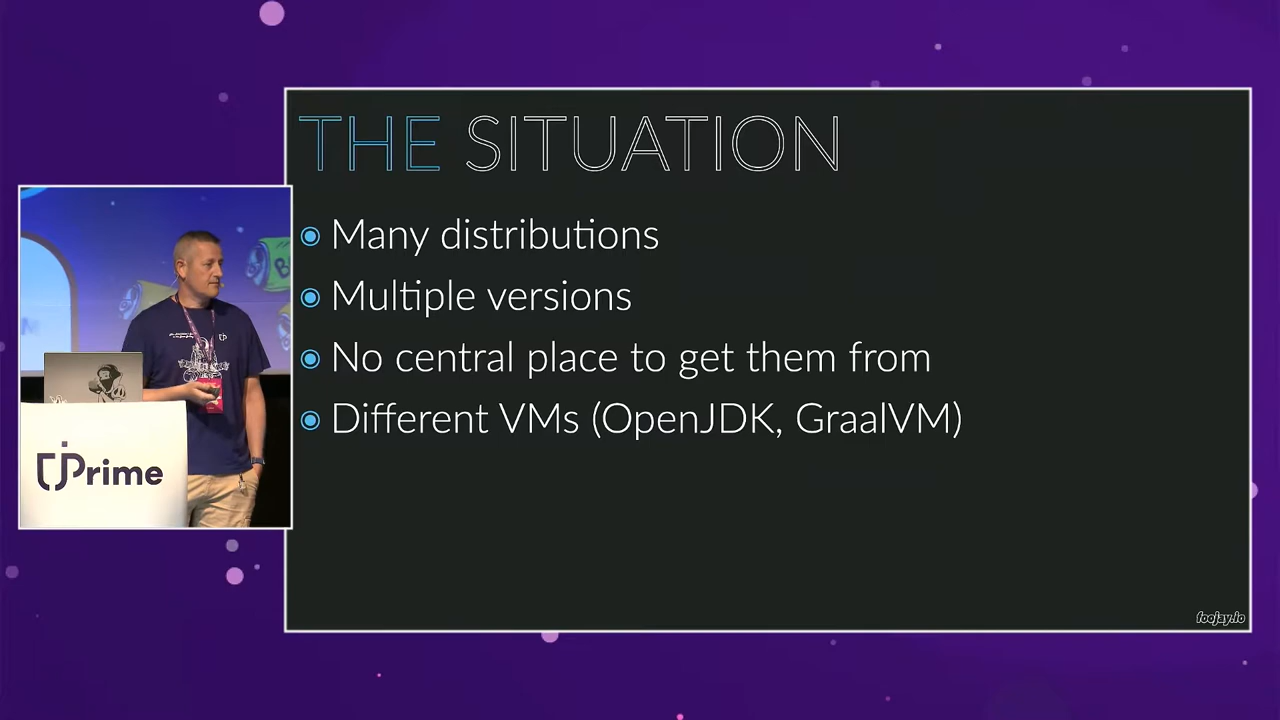 THE SITUATION
Many distributions
Multiple versions
No central place to get them from
Different VMs (OpenJDK, GraalVM)
jPrime
foojay.io